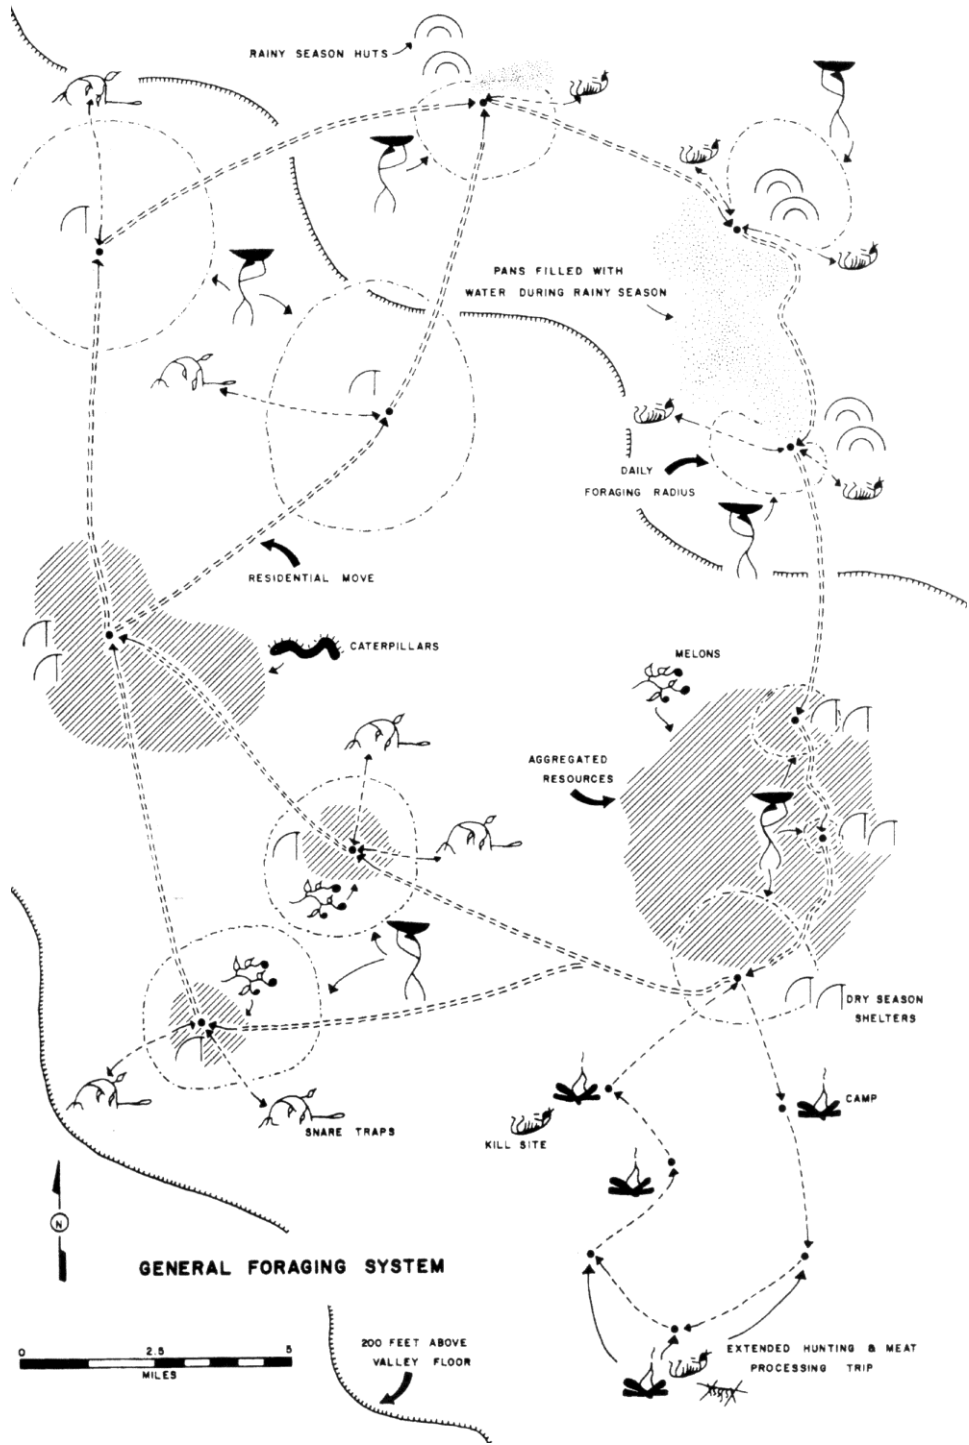 RAINY SEASON HUTS
PANS FILLED WITH
WATER DURING RAINY SEASON
DAILY
FORAGING RADIUS
RESIDENTIAL MOVE
CATERPILLARS
MELONS
AGGREGATED
RESOURCES
DRY SEASON
SHELTERS
CAMP
SNARE TRAPS
KILL SITE
N
GENERAL FORAGING SYSTEM
0 2.5 5
MILES
200 FEET ABOVE
VALLEY FLOOR
EXTENDED HUNTING & MEAT
PROCESSING TRIP